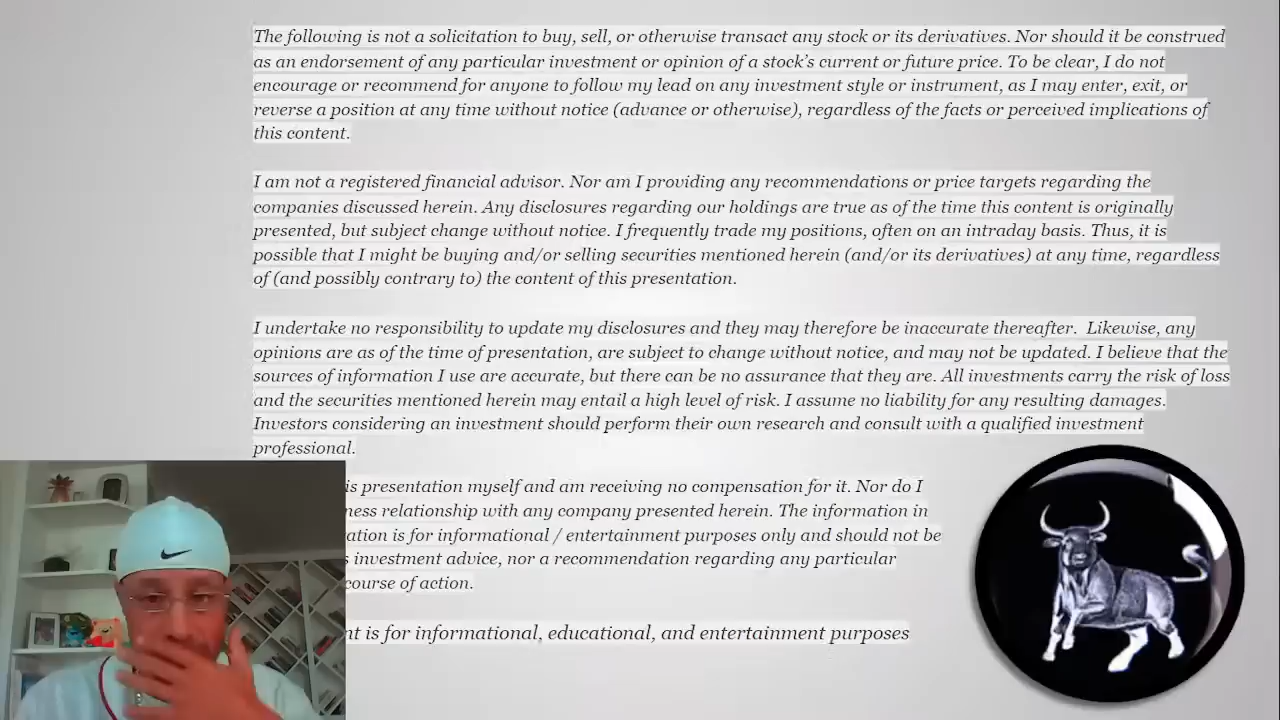 The following is not a solicitation to buy, sell, or otherwise transact any stock or its derivatives. Nor should it be construed
as an endorsement of any particular investment or opinion of a stock's current or future price. To be clear, I do not
encourage or recommend for anyone to follow my lead on any investment style or instrument, as I may enter, exit, or
reverse a position at any time without notice (advance or otherwise), regardless of the facts or perceived implications of
this content.
I am not a registered financial advisor. Nor am I providing any recommendations or price targets regarding the
companies discussed herein. Any disclosures regarding our holdings are true as of the time this content is originally
presented, but subject change without notice. I frequently trade my positions, often on an intraday basis. Thus, it is
possible that I might be buying and/or selling securities mentioned herein (and/or its derivatives) at any time, regardless
of (and possibly contrary to) the content of this presentation.
I undertake no responsibility to update my disclosures and they may therefore be inaccurate thereafter. Likewise, any
opinions are as of the time of presentation, are subject to change without notice, and may not be updated. I believe that the
sources of information I use are accurate, but there can be no assurance that they are. All investments carry the risk of loss
and the securities mentioned herein may entail a high level of risk. I assume no liability for any resulting damages.
Investors considering an investment should perform their own research and consult with a qualified investment
professional.
is presentation myself and am receiving no compensation for it. Nor do I
ness relationship with any company presented herein. The information in
ation is for informational / entertainment purposes only and should not be
s investment advice, nor a recommendation regarding any particular
course of action.
nt is for informational, educational, and entertainment purposes